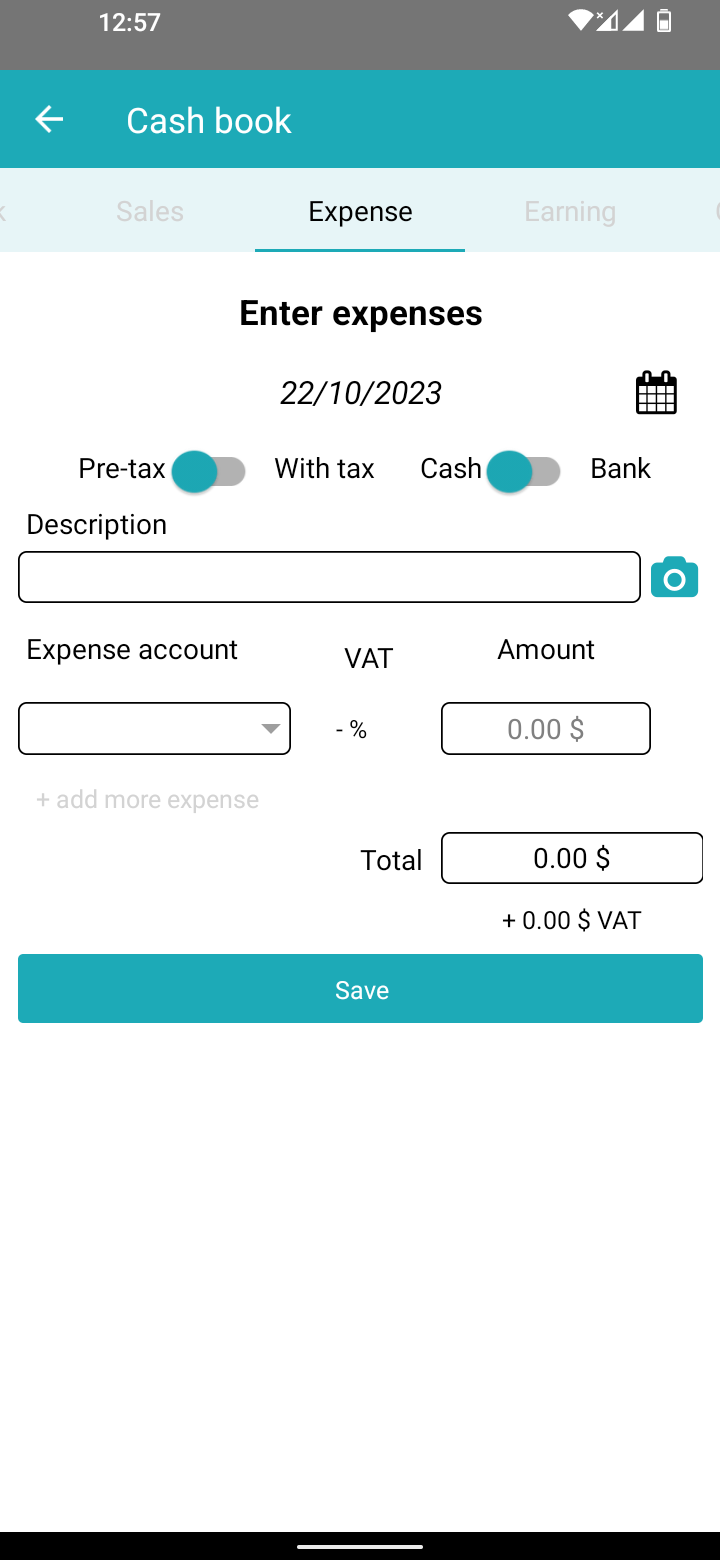 12:57
Cash book
Sales
Expense
Earning
Enter expenses
22/10/2023
Pre-tax
With tax
Cash
Bank
Description
Expense account
VAT
Amount
- %
0.00 $
+ add more expense
Total
0.00 $
+ 0.00 $ VAT
Save